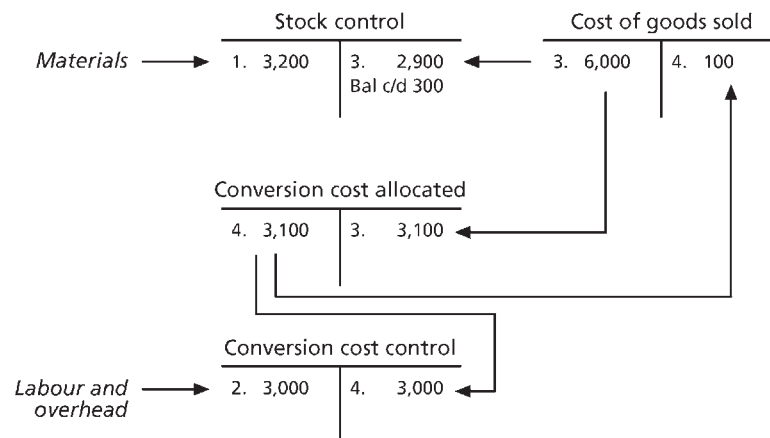 Stock control
Cost of goods sold
Materials
1. 3,200
3. 2,900
Bal c/d 300
3. 6,000
4. 100
Conversion cost allocated
4. 3,100
3. 3,100
Conversion cost control
Labour and
overhead
2. 3,000
4. 3,000